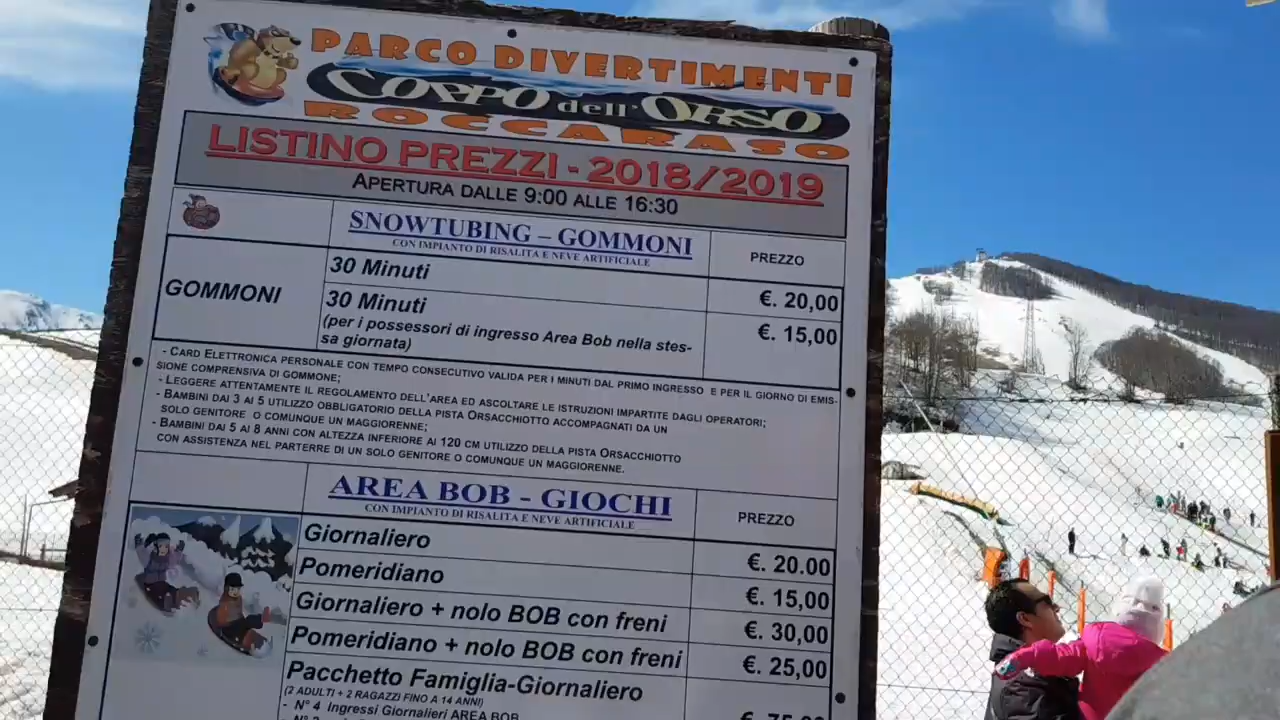 PARCO DIVERTIMENTI
COPPO dell'ORSO
ROCCARASO
LISTINO PREZZI - 2018/2019
APERTURA DALLE 9:00 ALLE 16:30
SNOWTUBING – GOMMONI
CON IMPIANTO DI RISALITA E NEVE ARTIFICIALE
PREZZO
GOMMONI
30 Minuti
€. 20,00
30 Minuti
(per i possessori di ingresso Area Bob nella stes-
sa giornata)
€. 15,00
- CARD ELETTRONICA PERSONALE CON TEMPO CONSECUTIVO VALIDA PER I MINUTI DAL PRIMO INGRESSO E PER IL GIORNO DI EMIS-
SIONE COMPRENSIVA DI GOMMONE;
- LEGGERE ATTENTAMENTE IL REGOLAMENTO DELL'AREA ED ASCOLTARE LE ISTRUZIONI IMPARTITE DAGLI OPERATORI;
- BAMBINI DAI 3 AI 5 UTILIZZO OBBLIGATORIO DELLA PISTA ORSACCHIOTTO ACCOMPAGNATI DA UN
SOLO GENITORE O COMUNQUE UN MAGGIORENNE;
- BAMBINI DAI 5 AI 8 ANNI CON ALTEZZA INFERIORE AI 120 CM UTILIZZO DELLA PISTA ORSACCHIOTTO
CON ASSISTENZA NEL PARTERRE DI UN SOLO GENITORE O COMUNQUE UN MAGGIORENNE.
AREA BOB - GIOCHI
CON IMPIANTO DI RISALITA E NEVE ARTIFICIALE
PREZZO
Giornaliero
€. 20.00
Pomeridiano
€. 15,00
Giornaliero + nolo BOB con freni
€. 30,00
Pomeridiano + nolo BOB con freni
€. 25,00
Pacchetto Famiglia-Giornaliero
(2 ADULTI + 2 RAGAZZI FINO A 14 ANNI)
- N° 4 Ingressi Giornalieri AREA BOB
€. 75,00